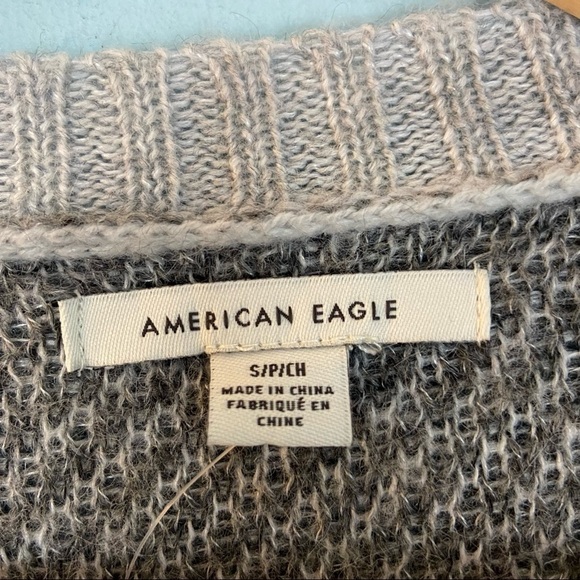 AMERICAN EAGLE
S/P/CH
MADE IN CHINA
FABRIQUÉ EN
CHINE